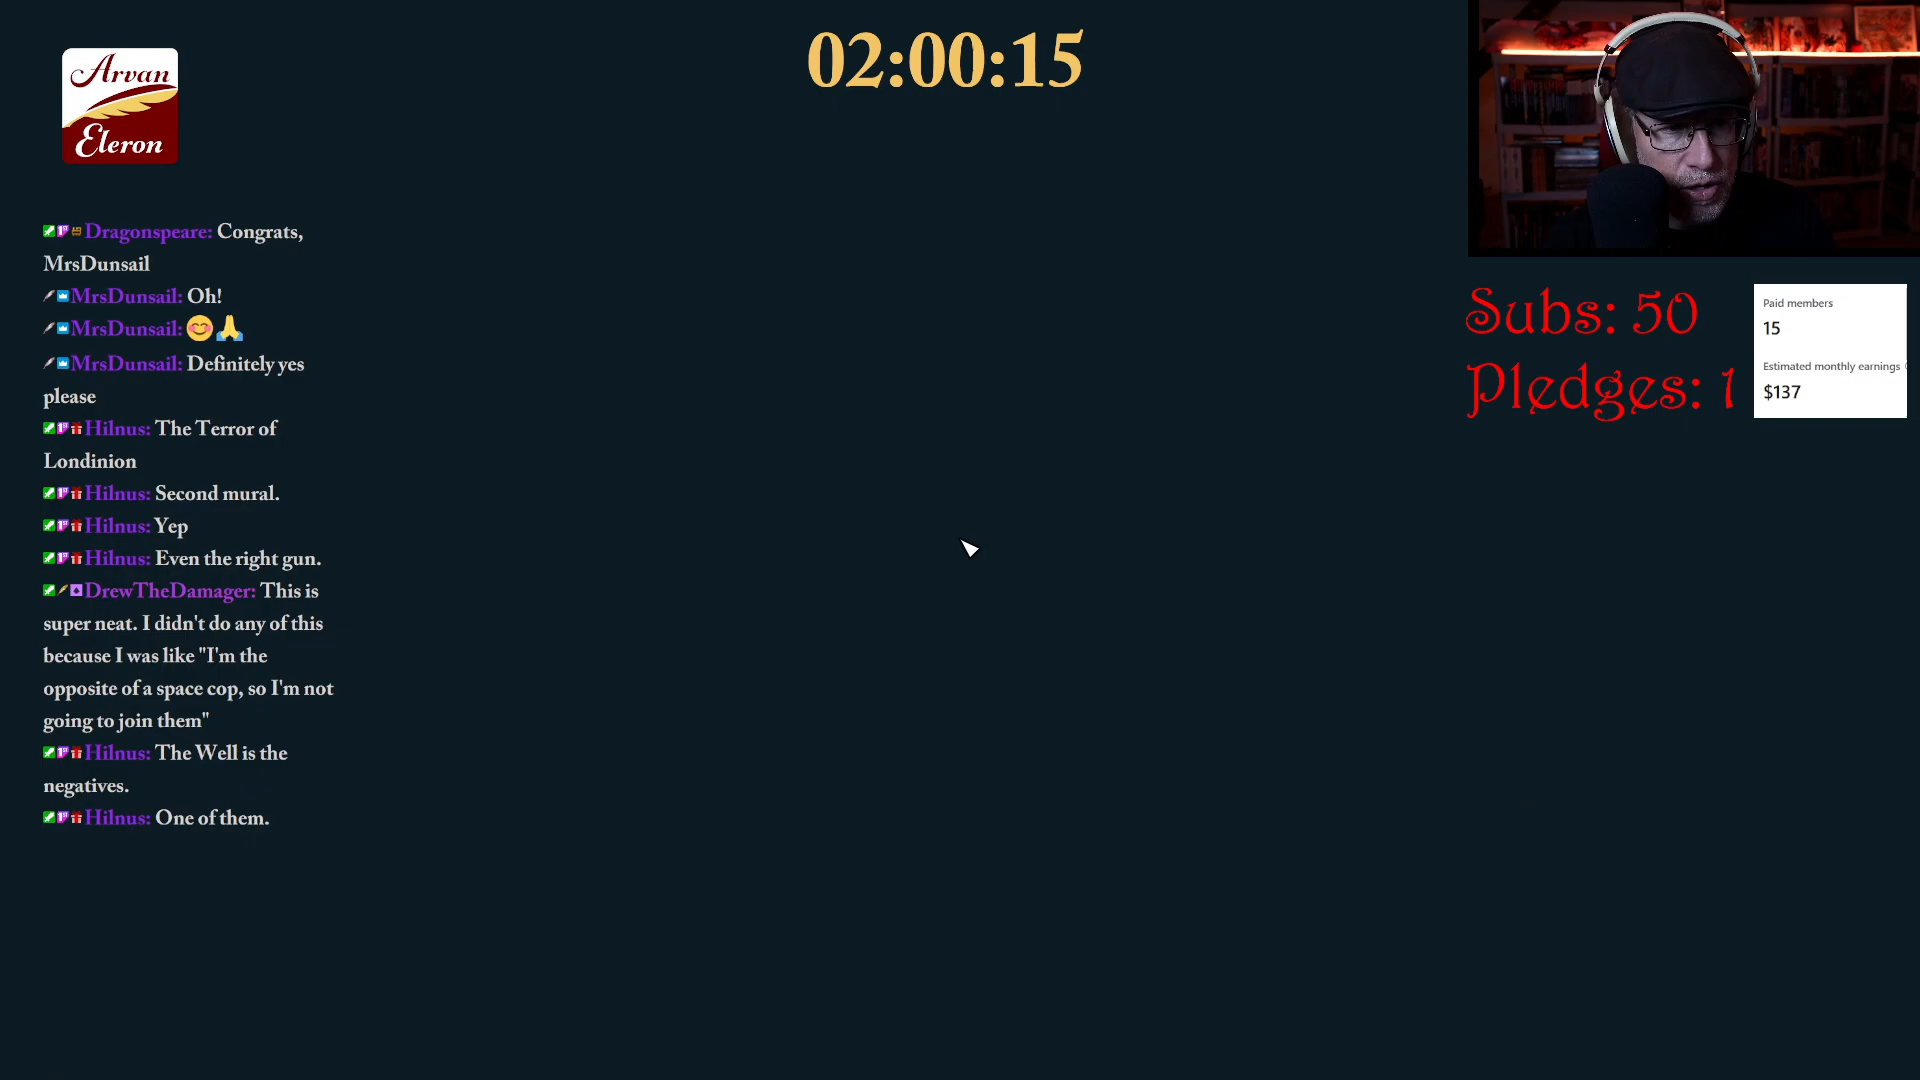 02:00:15
Arvan
Eleron
Dragonspeare: Congrats,
MrsDunsail
MrsDunsail: Oh!
MrsDunsail: 😊🙏
MrsDunsail: Definitely yes
please
Hilnus: The Terror of
Londinion
Hilnus: Second mural.
Hilnus: Yep
Hilnus: Even the right gun.
DrewTheDamager: This is
super neat. I didn't do any of this
because I was like "I'm the
opposite of a space cop, so I'm not
going to join them"
Hilnus: The Well is the
negatives.
Hilnus: One of them.
Subs: 50
Pledges: 1
Paid members
15
Estimated monthly earnings
$137